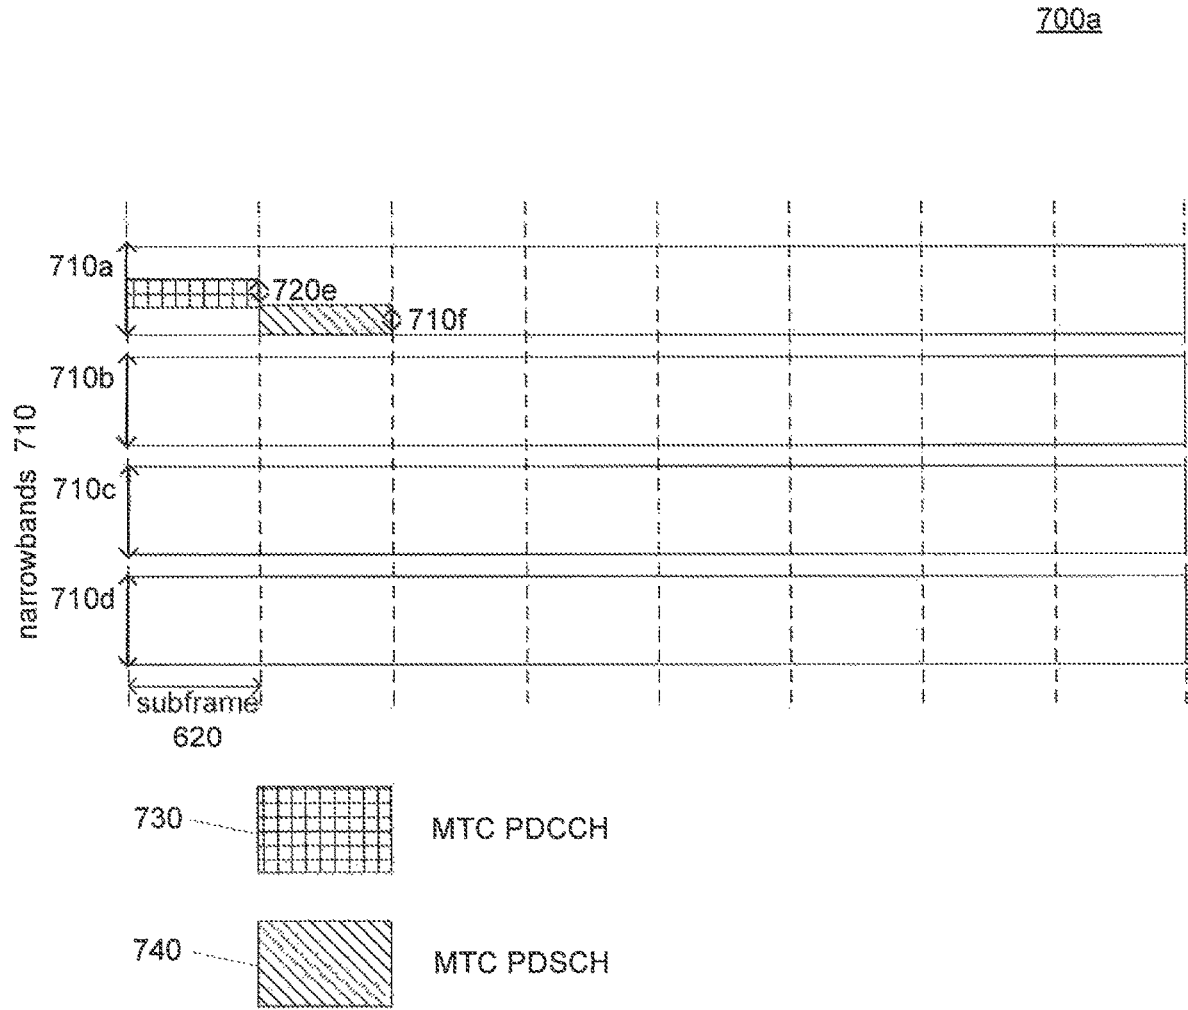 700a
710a
720e
710f
710b
710c
710d
narrowbands 710
subframe
620
730
MTC PDCCH
740
MTC PDSCH